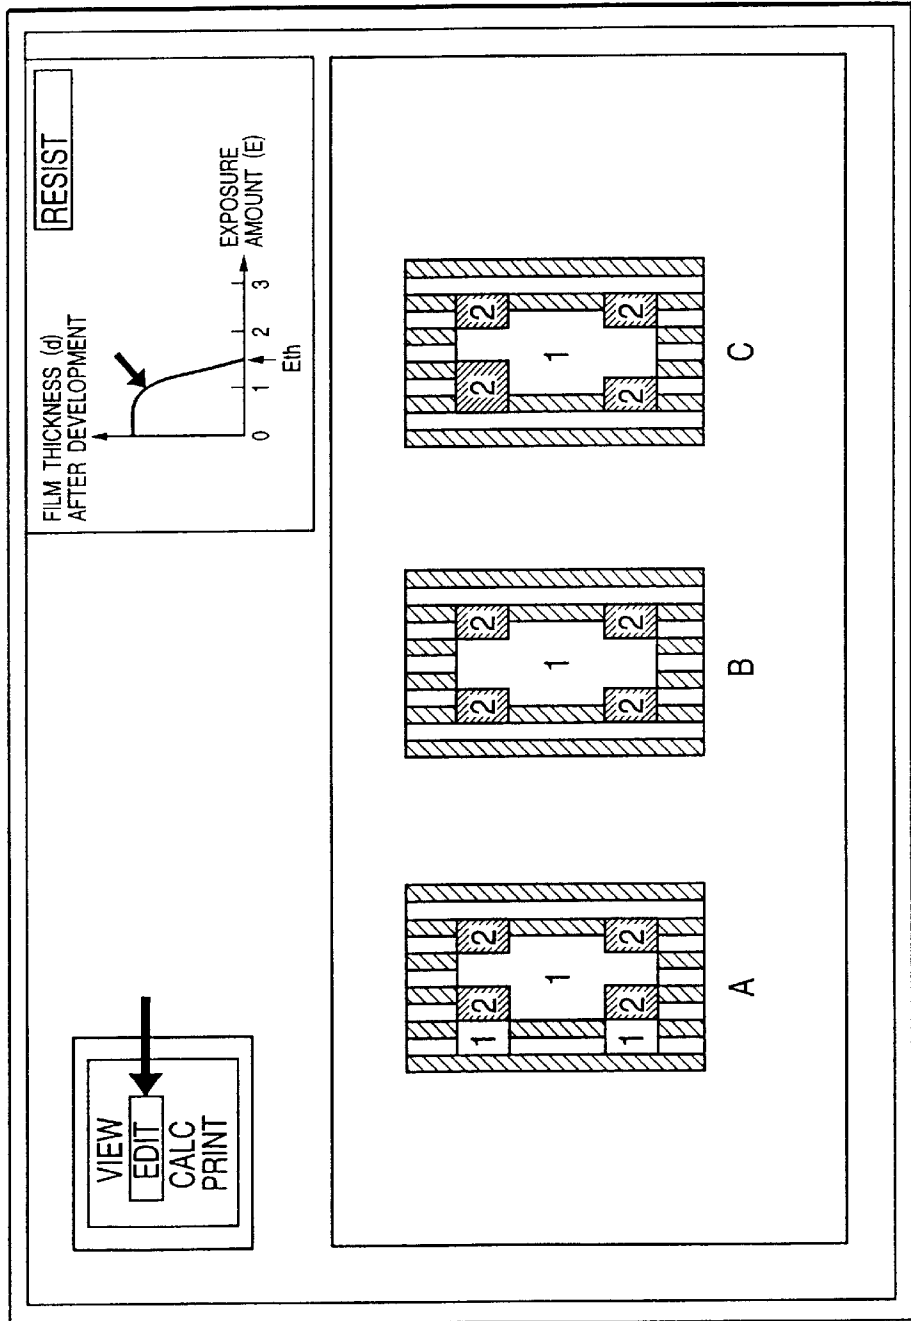 VIEW
EDIT
CALC
PRINT
RESIST
FILM THICKNESS (d)
AFTER DEVELOPMENT
0 1 2 3
Eth
EXPOSURE
AMOUNT (E)
2 2
1 1
2 2
1
A
2 2
1
2 2
B
2 2
1
2 2
C